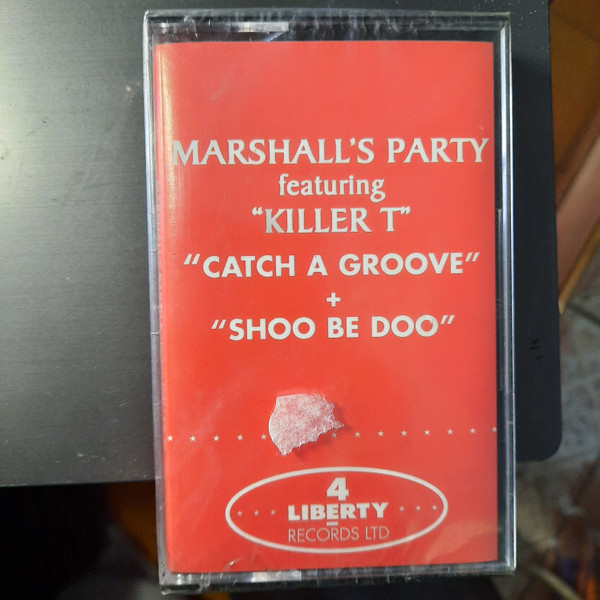 MARSHALL'S PARTY
featuring
"KILLER T"
"CATCH A GROOVE"
+
"SHOO BE DOO"
4
LIBERTY
RECORDS LTD